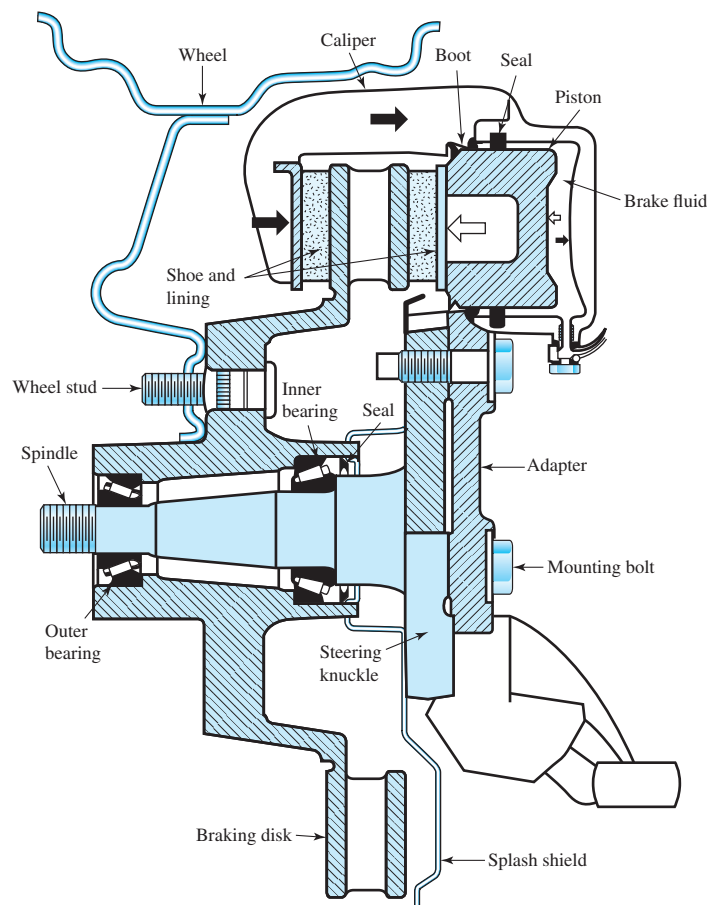 Caliper
Wheel
Boot
Seal
Piston
Brake fluid
Shoe and
lining
Wheel stud
Inner
bearing
Seal
Spindle
Adapter
Mounting bolt
Outer
bearing
Steering
knuckle
Braking disk
Splash shield